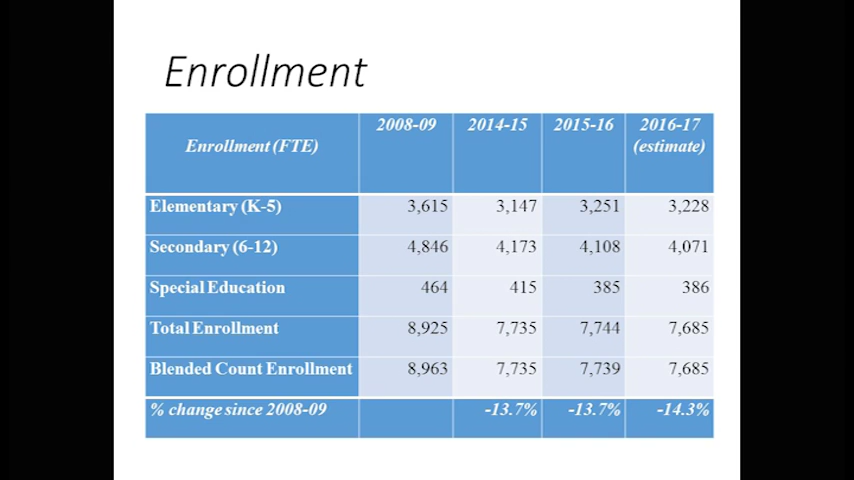 Enrollment
Enrollment (FTE) 2008-09 2014-15 2015-16 2016-17 (estimate)
Elementary (K-5) 3,615 3,147 3,251 3,228
Secondary (6-12) 4,846 4,173 4,108 4,071
Special Education 464 415 385 386
Total Enrollment 8,925 7,735 7,744 7,685
Blended Count Enrollment 8,963 7,735 7,739 7,685
% change since 2008-09 -13.7% -13.7% -14.3%